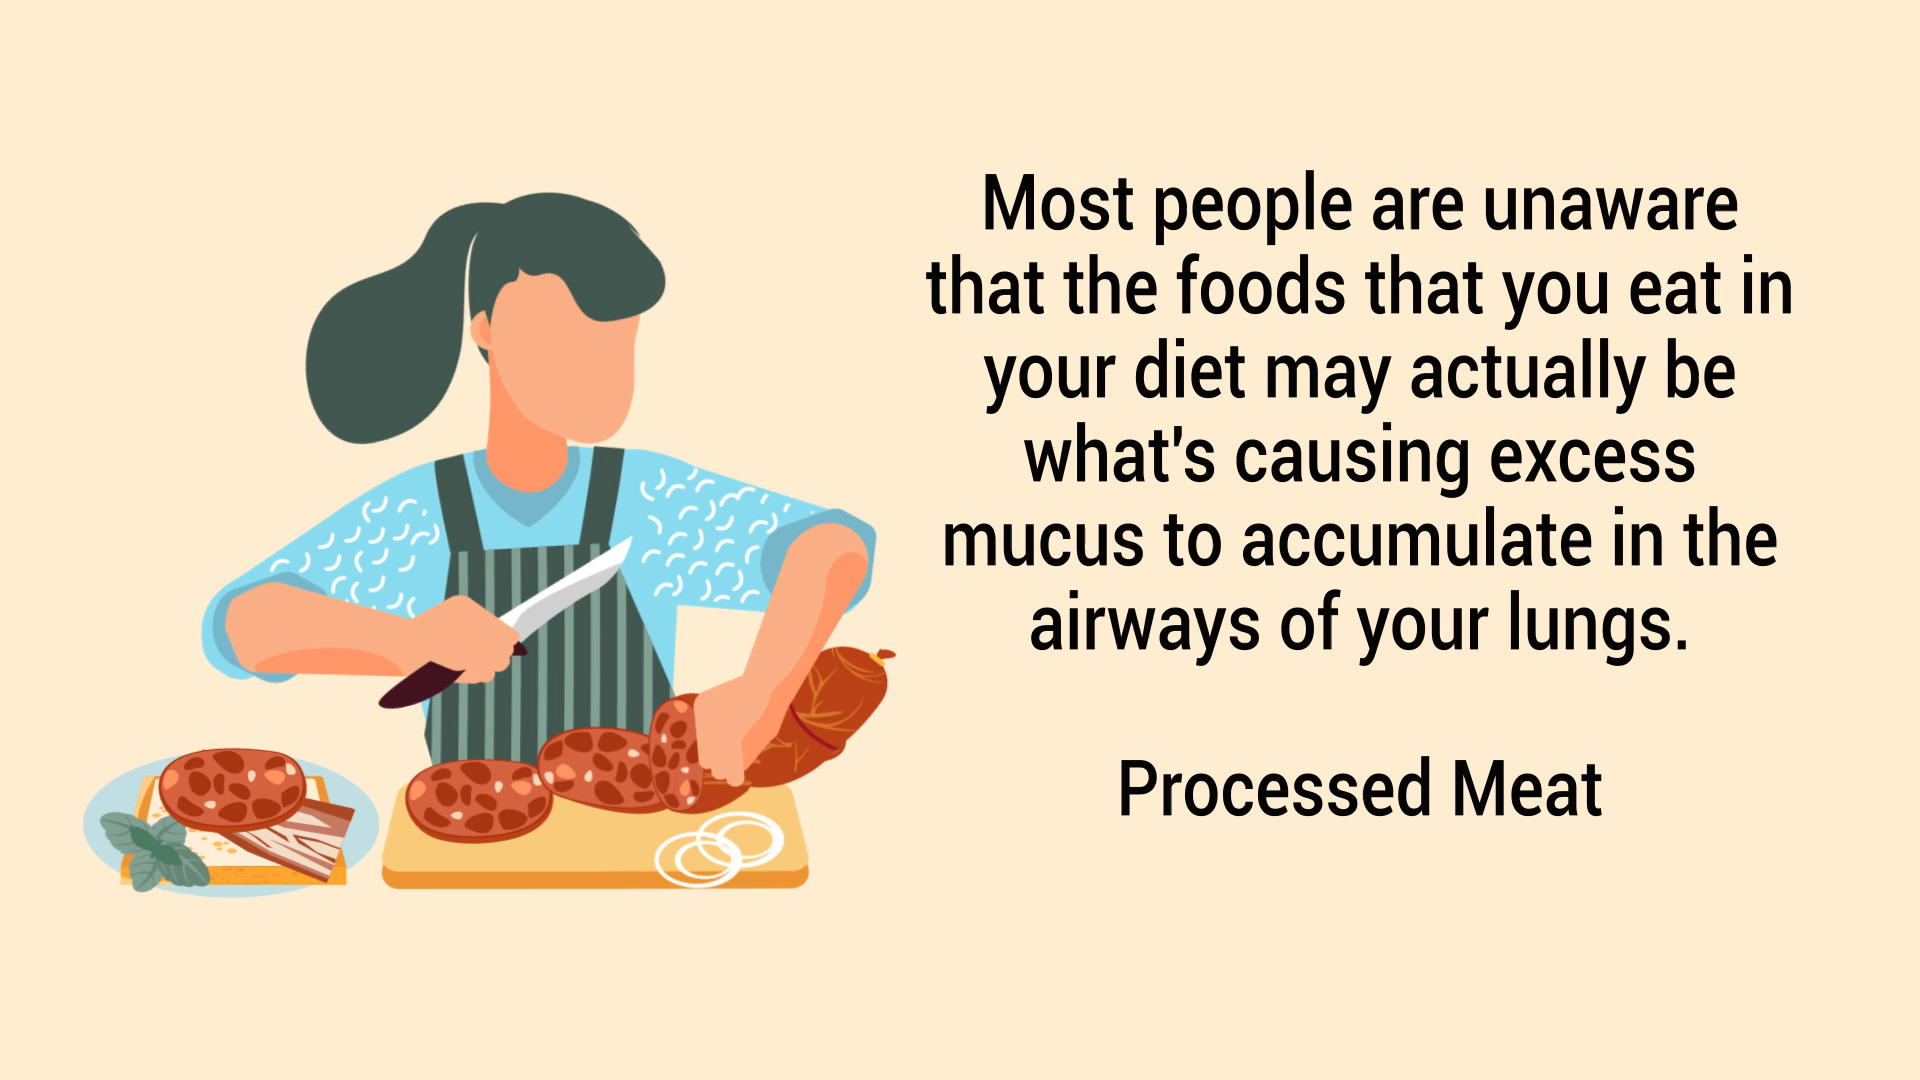 Most people are unaware
that the foods that you eat in
your diet may actually be
what's causing excess
mucus to accumulate in the
airways of your lungs.
Processed Meat